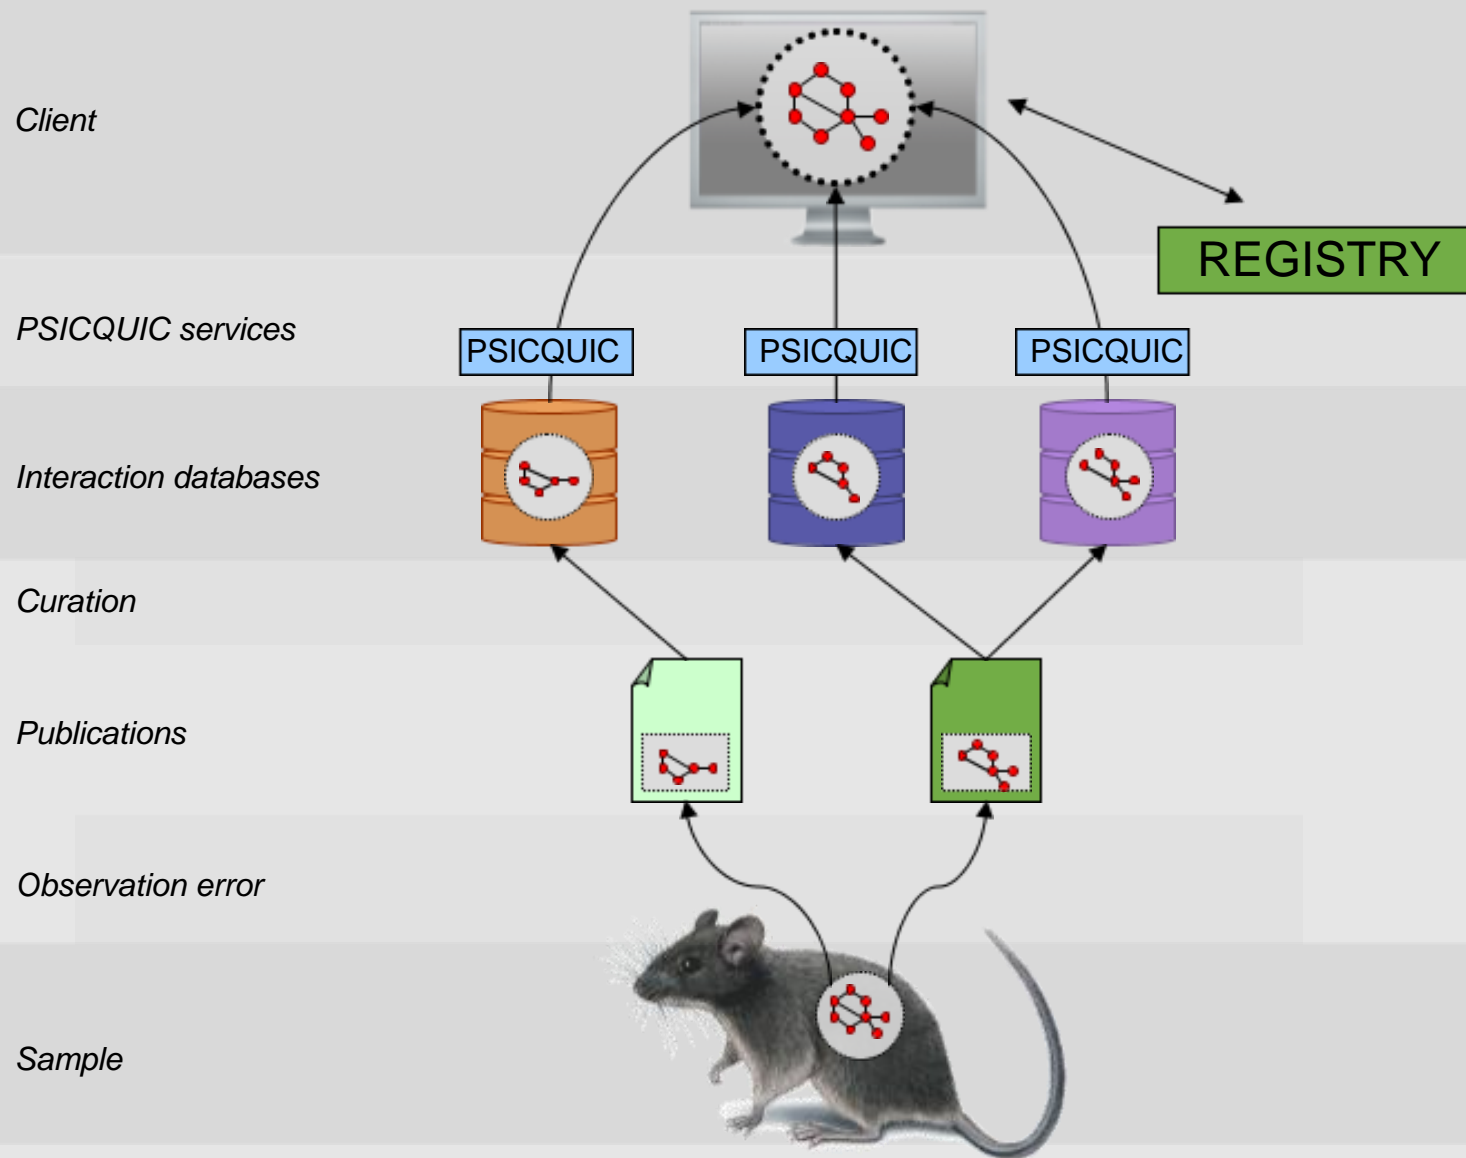 Client
REGISTRY
PSICQUIC services
PSICQUIC
PSICQUIC
PSICQUIC
Interaction databases
Curation
Publications
Observation error
Sample